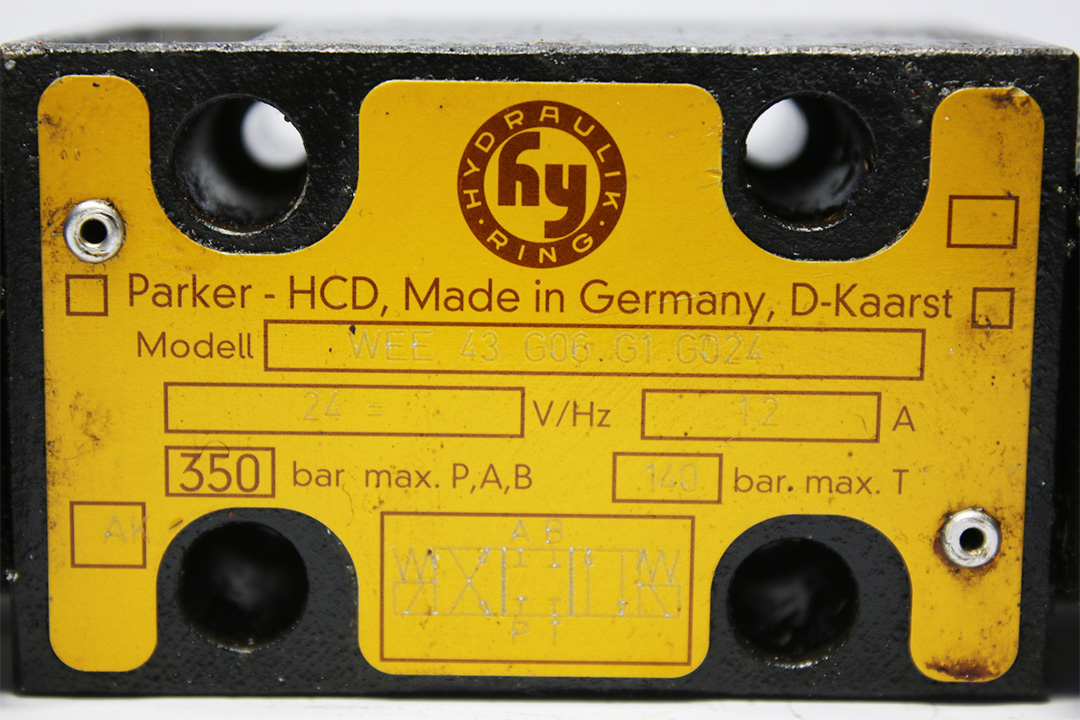 HYDRAULIK
hy
RING
Parker - HCD, Made in Germany, D-Kaarst
Modell WEE 43 G06 G1 G024
24 = V/Hz 1.2 A
350 bar max. P,A,B 140 bar. max. T
AK
A B
P T